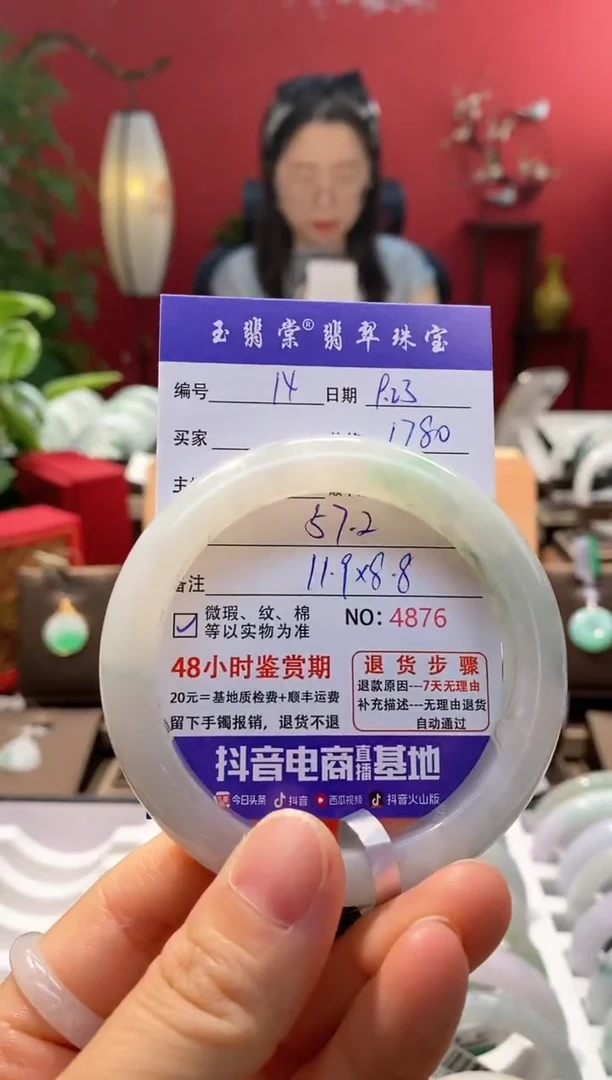 玉翡棠®翡翠珠宝
编号 14 日期 P.23
买家 1780
主
57.2
备注 11.9×8.8
微瑕、纹、棉
等以实物为准
NO: 4876
48小时鉴赏期
20元=基地质检费+顺丰运费
留下手镯报销，退货不退
退货步骤
退款原因---7天无理由
补充描述---无理由退货
自动通过
抖音电商直播基地
今日头条 抖音 西瓜视频 抖音火山版